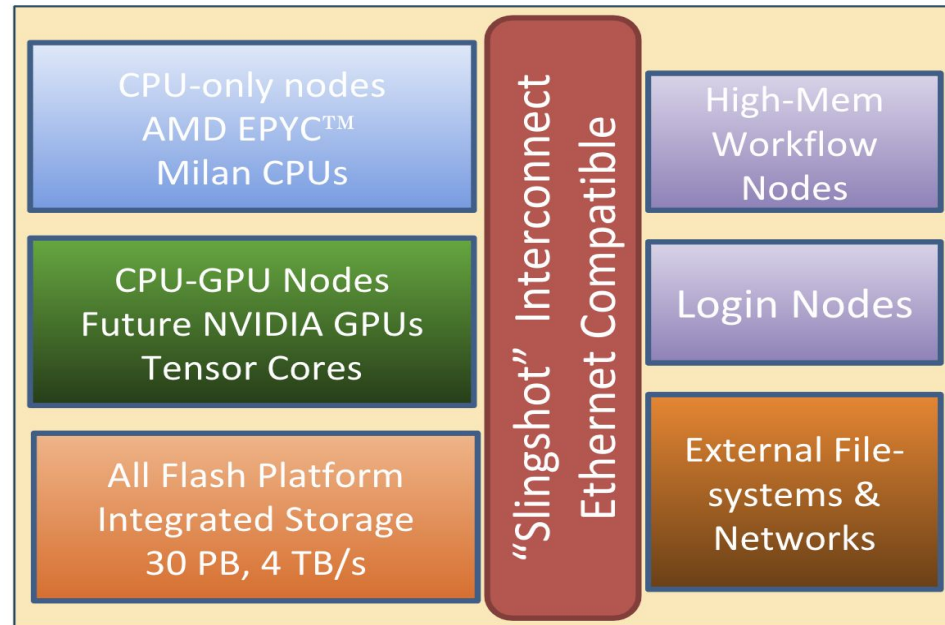 CPU-only nodes
AMD EPYC™
Milan CPUs
CPU-GPU Nodes
Future NVIDIA GPUs
Tensor Cores
All Flash Platform
Integrated Storage
30 PB, 4 TB/s
“Slingshot” Interconnect
Ethernet Compatible
High-Mem
Workflow
Nodes
Login Nodes
External File-
systems &
Networks